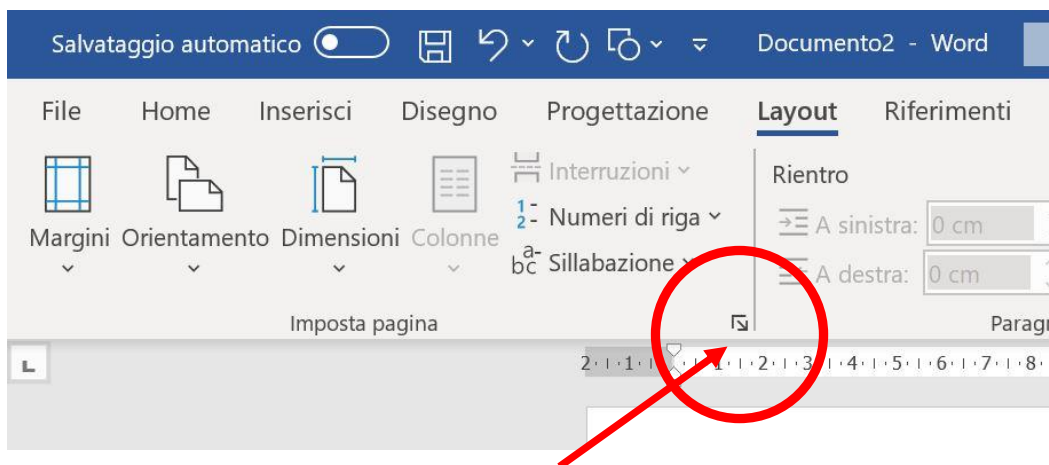 Salvataggio automatico Documento2 - Word
File Home Inserisci Disegno Progettazione Layout Riferimenti
Margini Orientamento Dimensioni Colonne
Interruzioni
Numeri di riga
Sillabazione
Imposta pagina
Rientro
A sinistra: 0 cm
A destra: 0 cm
2 1 1 2 3 4 5 6 7 8